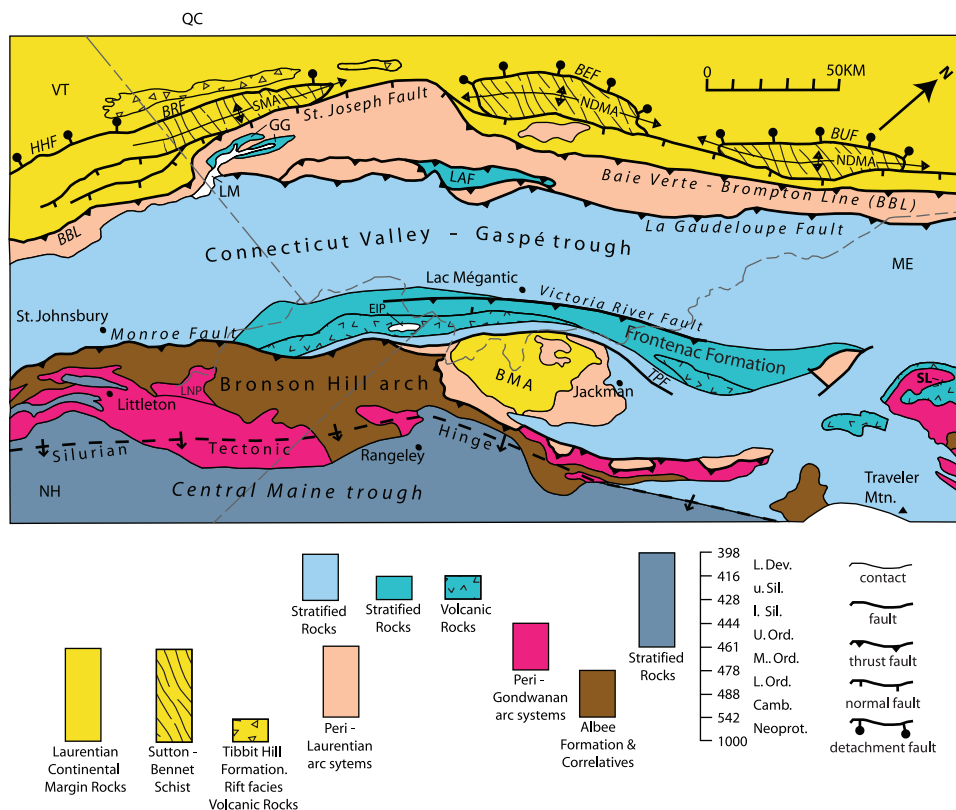 QC
VT
BEF
0
50KM
N
BRF
SMA
NDMA
St. Joseph Fault
HHF
GG
BUF
NDMA
LAF
Baie Verte - Brompton Line (BBL)
LM
BBL
La Gaudeloupe Fault
Connecticut Valley - Gaspé trough
ME
Lac Mégantic
Victoria River Fault
St. Johnsbury
EIP
Monroe Fault
Frontenac Formation
BMA
TPF
Jackman
SL
Bronson Hill arch
LNP
Littleton
Hinge
Silurian
Tectonic
Rangeley
NH
Central Maine trough
Traveler
Mtn.
Stratified
Rocks
Stratified
Rocks
Volcanic
Rocks
Peri -
Gondwanan
arc systems
Stratified
Rocks
398
416
428
444
461
478
488
542
1000
L. Dev.
u. Sil.
l. Sil.
U. Ord.
M.. Ord.
L. Ord.
Camb.
Neoprot.
contact
fault
thrust fault
normal fault
detachment fault
Laurentian
Continental
Margin Rocks
Sutton -
Bennet
Schist
Tibbit Hill
Formation.
Rift facies
Volcanic Rocks
Peri -
Laurentian
arc sytems
Albee
Formation &
Correlatives